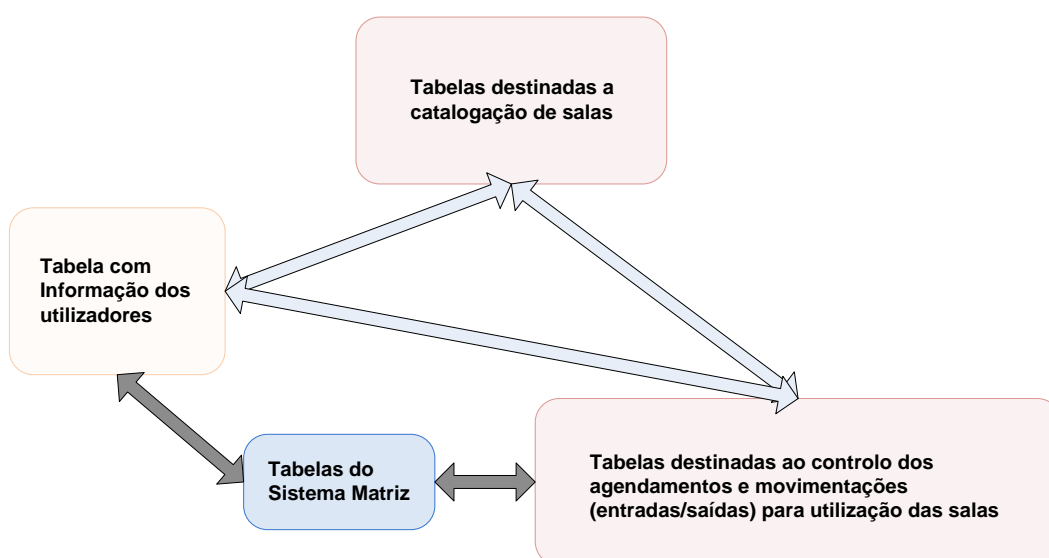 Tabelas destinadas a
catalogação de salas
Tabela com
Informação dos
utilizadores
Tabelas do
Sistema Matriz
Tabelas destinadas ao controlo dos
agendamentos e movimentações
(entradas/saídas) para utilização das salas